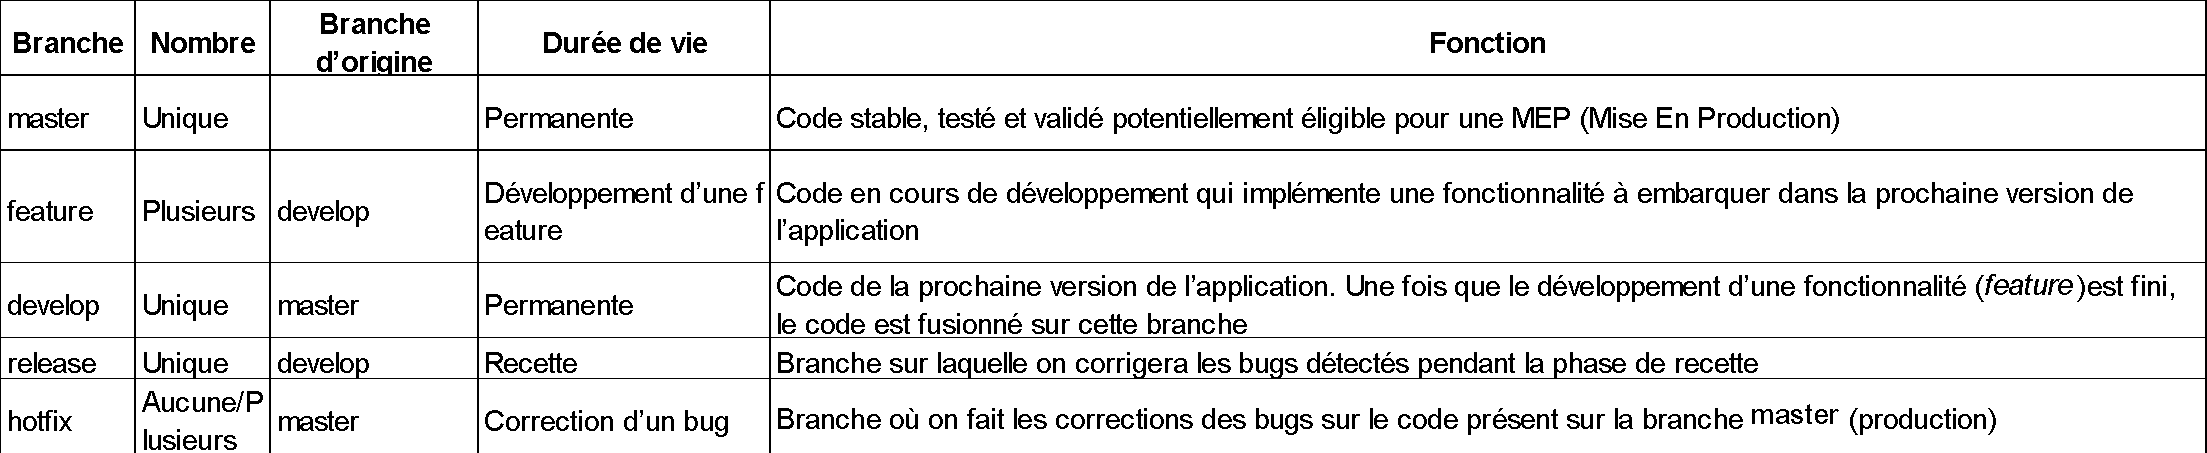 Branche Nombre Branche d’origine Durée de vie Fonction
master Unique Permanente Code stable, testé et validé potentiellement éligible pour une MEP (Mise En Production)
feature Plusieurs develop Développement d’une f
eature Code en cours de développement qui implémente une fonctionnalité à embarquer dans la prochaine version de
l’application
develop Unique master Permanente Code de la prochaine version de l’application. Une fois que le développement d’une fonctionnalité (feature)est fini,
le code est fusionné sur cette branche
release Unique develop Recette Branche sur laquelle on corrigera les bugs détectés pendant la phase de recette
hotfix Aucune/P
lusieurs master Correction d’un bug Branche où on fait les corrections des bugs sur le code présent sur la branche master (production)